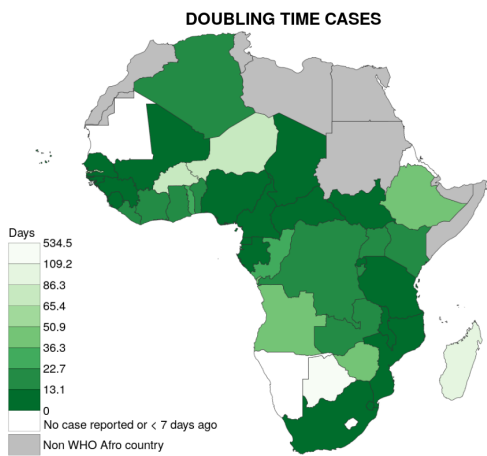 DOUBLING TIME CASES
Days
534.5
109.2
86.3
65.4
50.9
36.3
22.7
13.1
0
No case reported or < 7 days ago
Non WHO Afro country